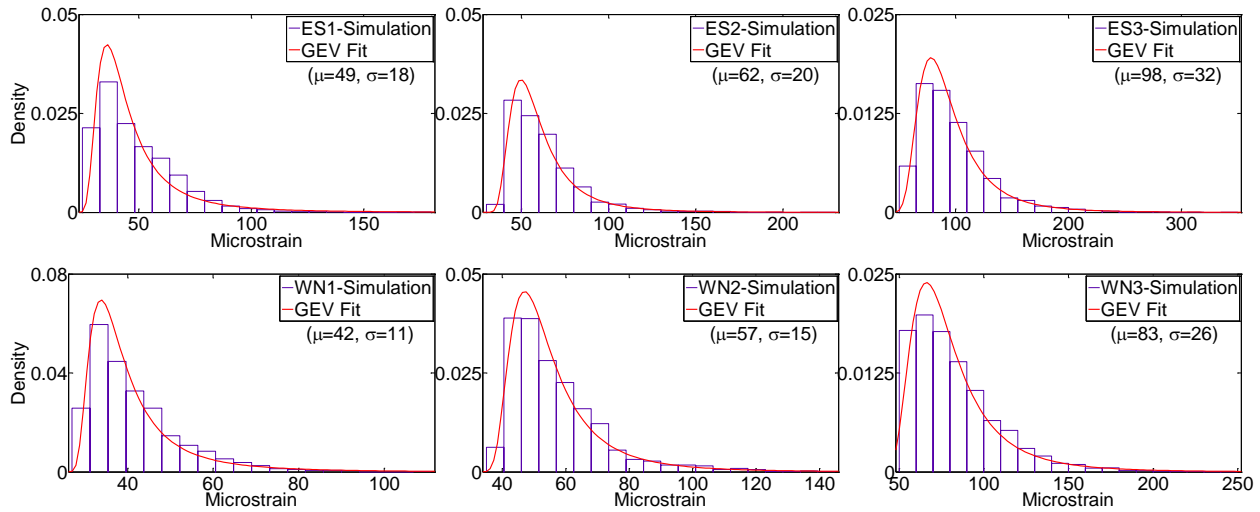 0.05
0.025
0
Density
50
100
150
Microstrain
ES1-Simulation
GEV Fit
(μ=49, σ=18)
0.05
0.025
0
50
100
150
200
Microstrain
ES2-Simulation
GEV Fit
(μ=62, σ=20)
0.025
0.0125
0
100
200
300
Microstrain
ES3-Simulation
GEV Fit
(μ=98, σ=32)
0.08
0.04
0
Density
40
60
80
100
Microstrain
WN1-Simulation
GEV Fit
(μ=42, σ=11)
0.05
0.025
0
40
60
80
100
120
140
Microstrain
WN2-Simulation
GEV Fit
(μ=57, σ=15)
0.025
0.0125
0
50
100
150
200
250
Microstrain
WN3-Simulation
GEV Fit
(μ=83, σ=26)